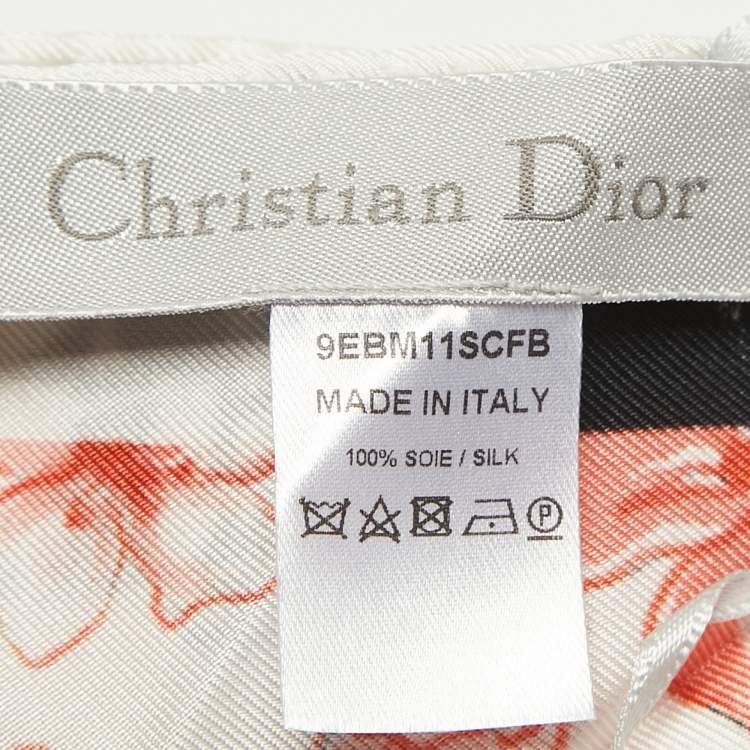 Christian Dior
9EBM11SCFB
MADE IN ITALY
100% SOIE / SILK
P